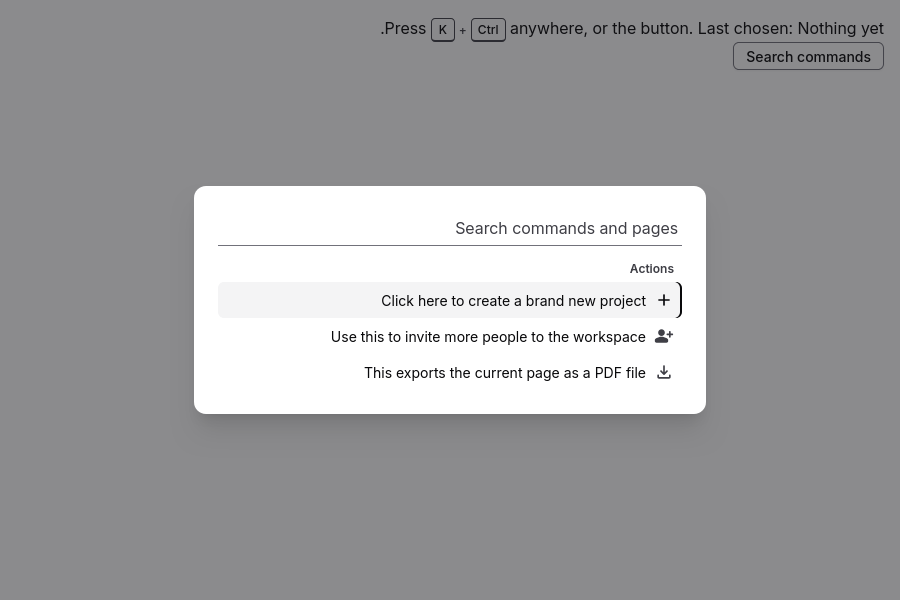 .Press K + Ctrl anywhere, or the button. Last chosen: Nothing yet
Search commands
Search commands and pages
Actions
Click here to create a brand new project
Use this to invite more people to the workspace
This exports the current page as a PDF file